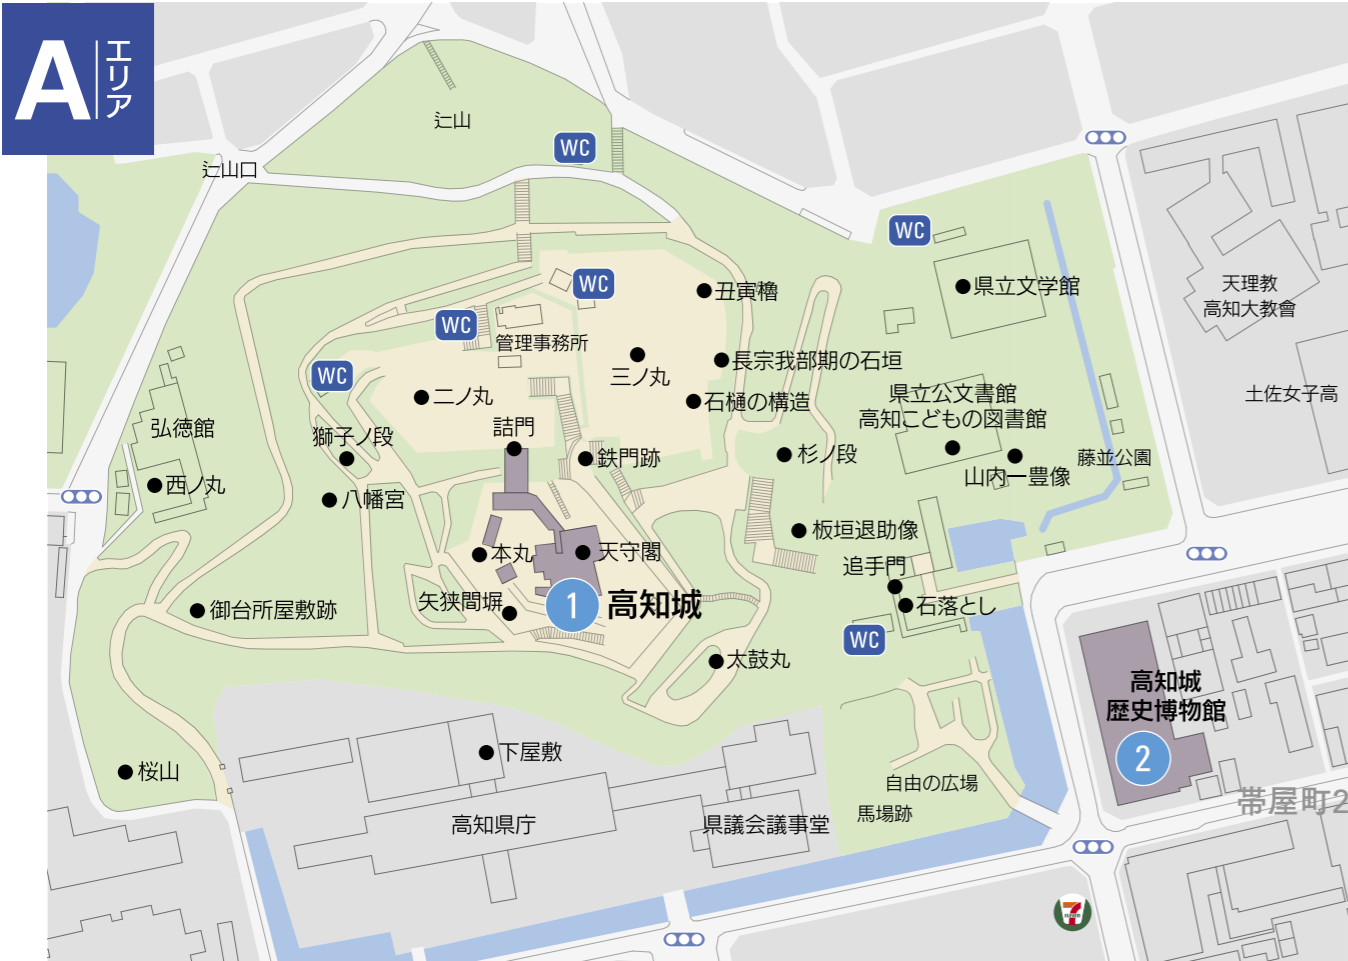 A
エリア
辷山
WC
辷山口
WC
WC
丑寅櫓
県立文学館
天理教
高知大教會
WC
管理事務所
長宗我部期の石垣
三ノ丸
WC
二ノ丸
石樋の構造
県立公文書館
高知こどもの図書館
土佐女子高
弘徳館
獅子ノ段
詰門
鉄門跡
杉ノ段
藤並公園
山内一豊像
西ノ丸
八幡宮
板垣退助像
本丸
天守閣
追手門
矢狭間塀
1
高知城
石落とし
御台所屋敷跡
WC
太鼓丸
高知城
歴史博物館
2
下屋敷
桜山
自由の広場
帯屋町2
馬場跡
高知県庁
県議会議事堂
7